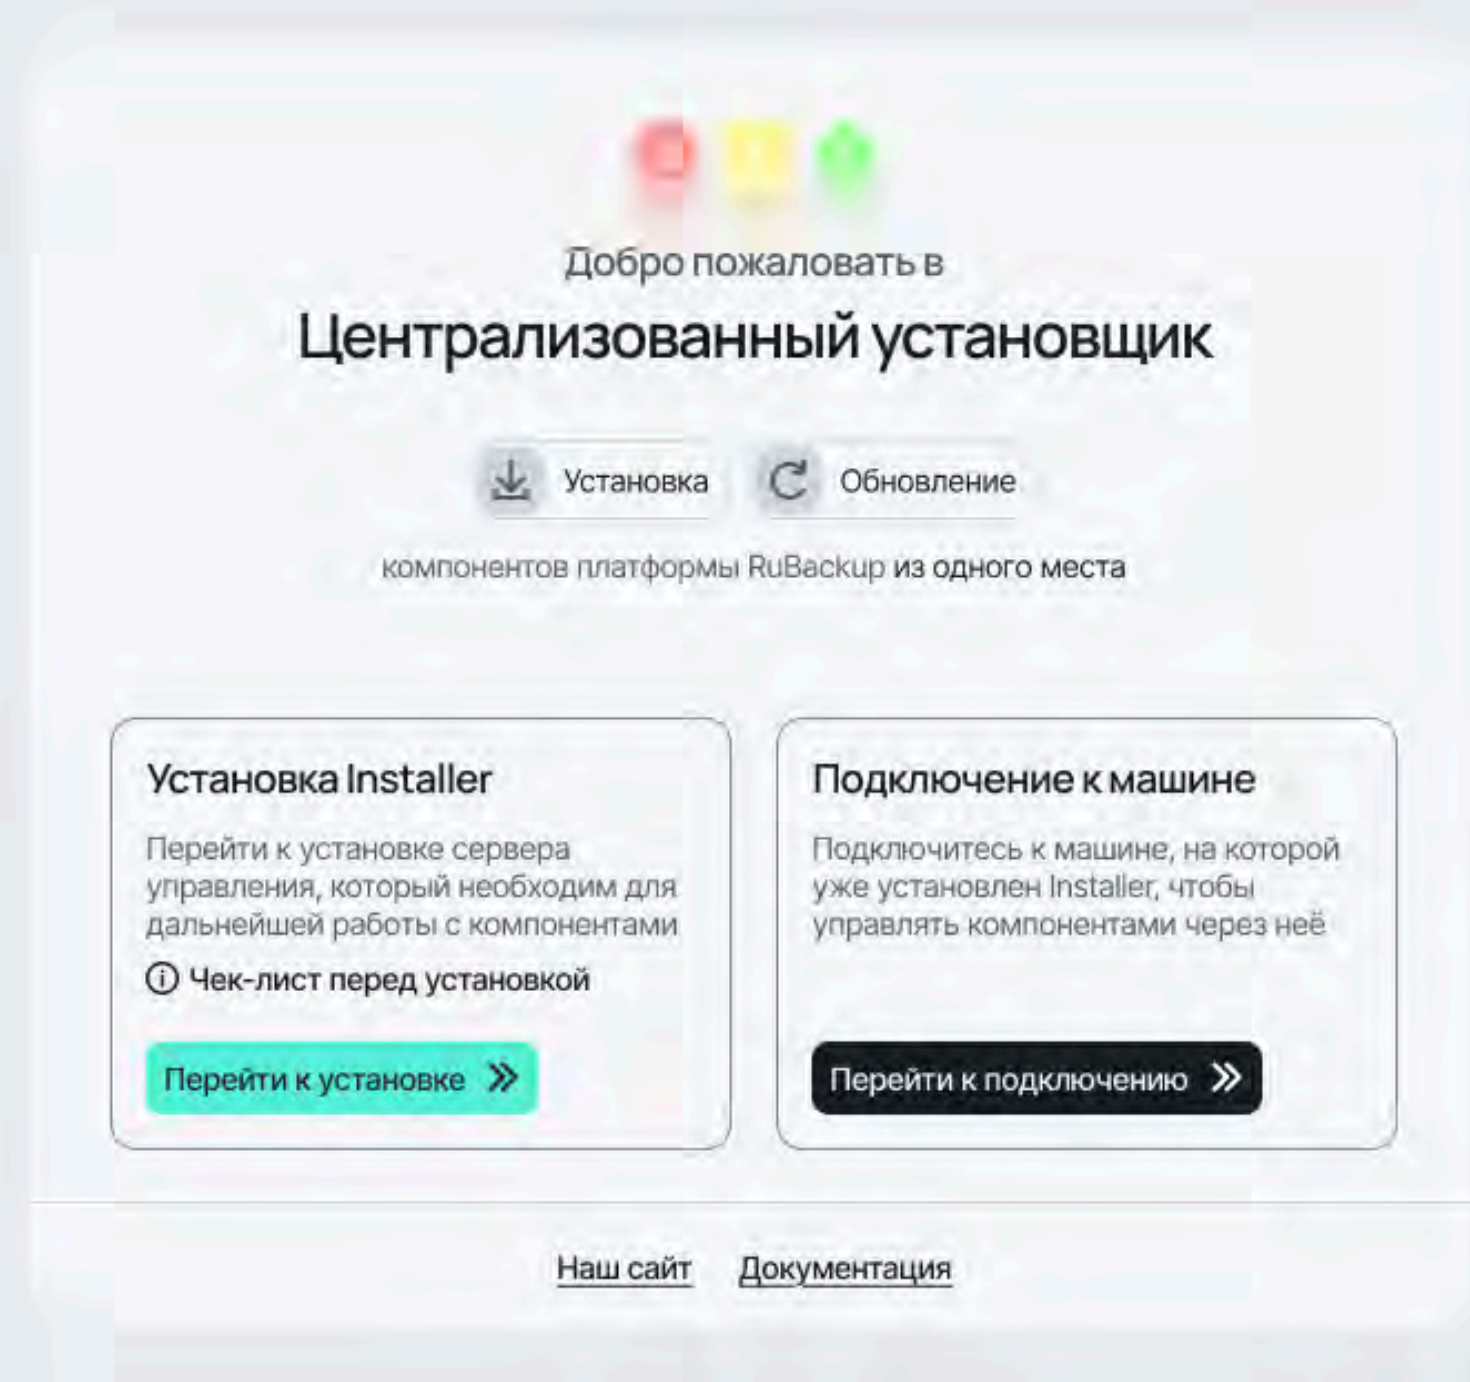 Добро пожаловать в
Централизованный установщик
Установка Обновление
компонентов платформы RuBackup из одного места
Установка Installer
Перейти к установке сервера
управления, который необходим для
дальнейшей работы с компонентами
Чек-лист перед установкой
Перейти к установке
Подключение к машине
Подключитесь к машине, на которой
уже установлен Installer, чтобы
управлять компонентами через неё
Перейти к подключению
Наш сайт Документация